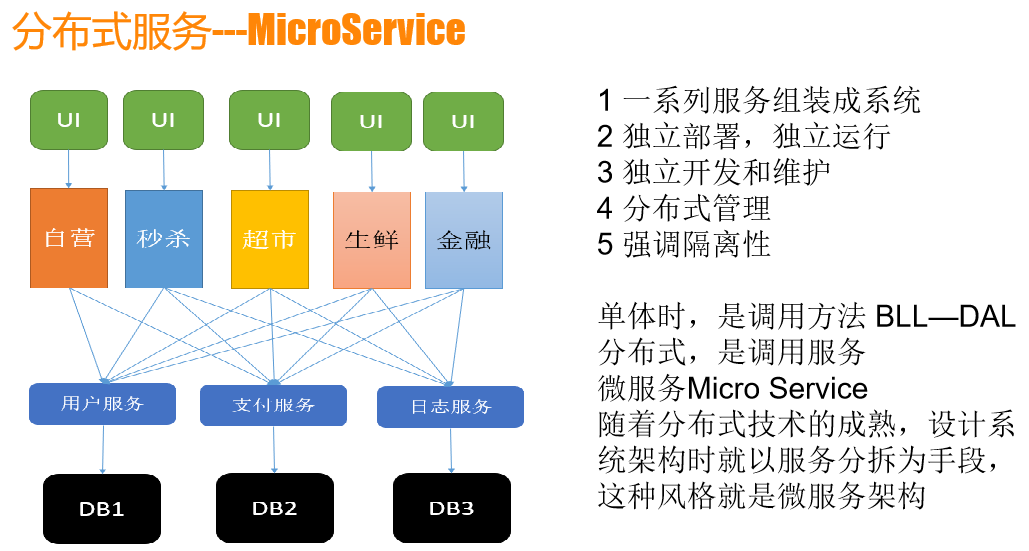 分布式服务---MicroService
UI
UI
UI
UI
UI
自营
秒杀
超市
生鲜
金融
用户服务
支付服务
日志服务
DB1
DB2
DB3
1 一系列服务组装成系统
2 独立部署，独立运行
3 独立开发和维护
4 分布式管理
5 强调隔离性
单体时，是调用方法 BLL—DAL
分布式，是调用服务
微服务Micro Service
随着分布式技术的成熟，设计系
统架构时就以服务分拆为手段，
这种风格就是微服务架构